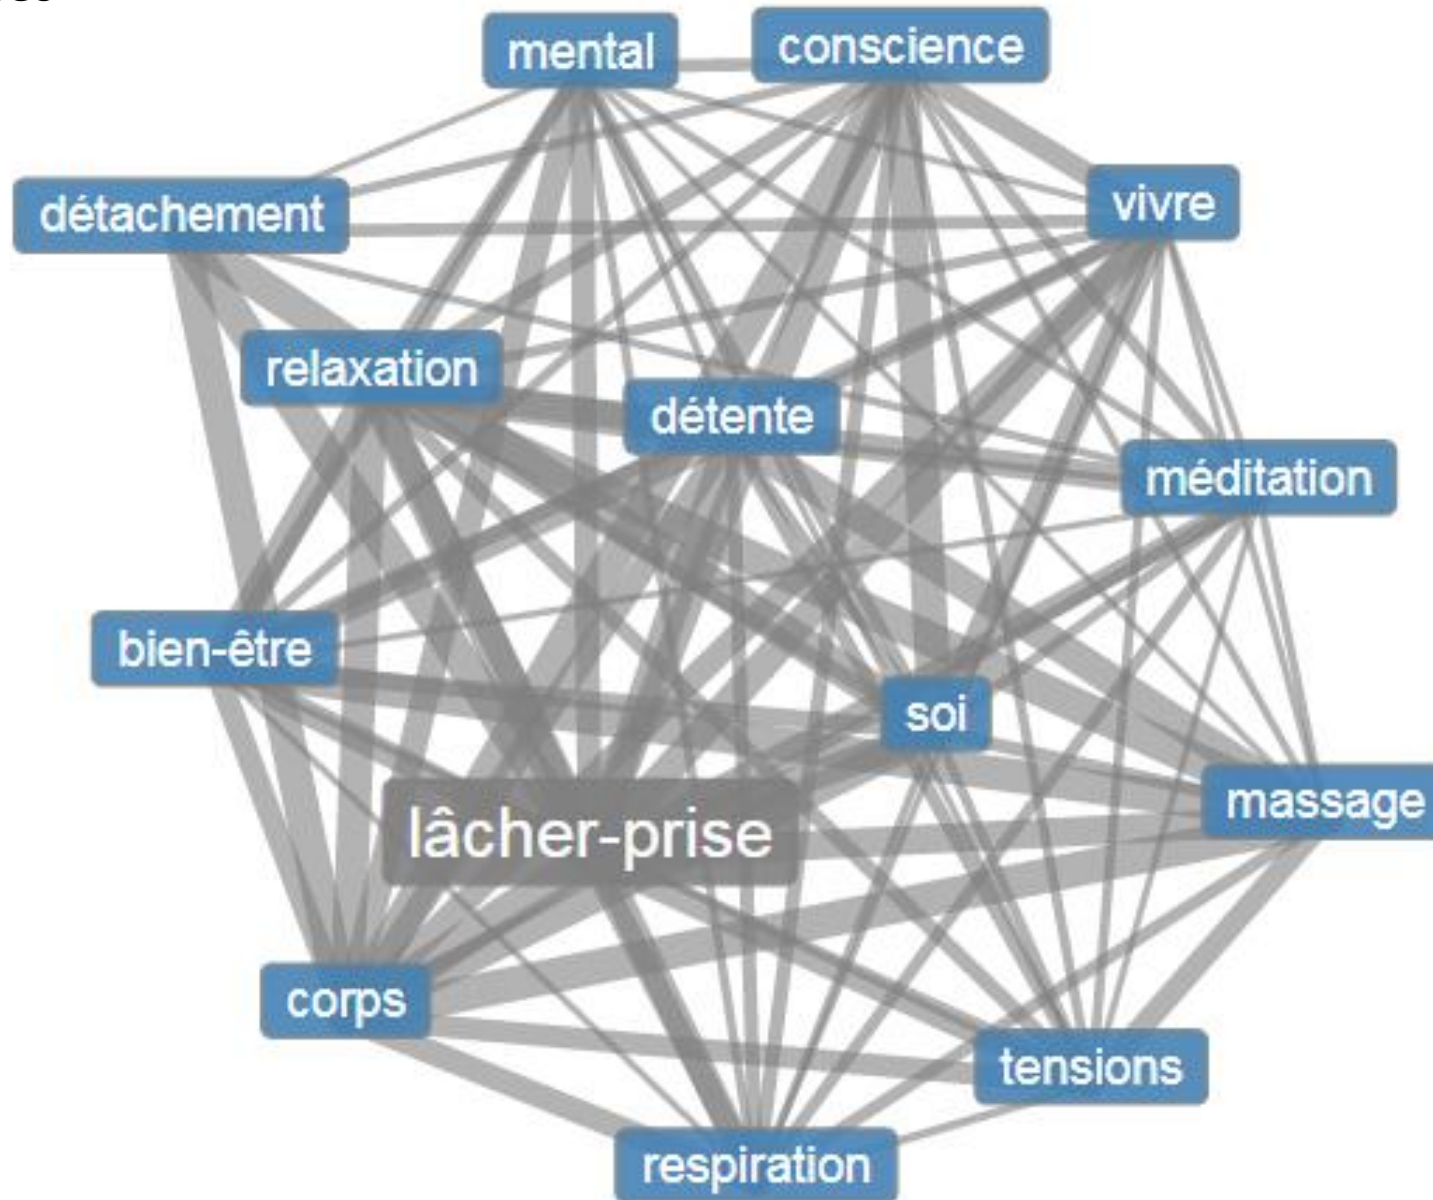 mental
conscience
détachement
vivre
relaxation
détente
méditation
bien-être
soi
massage
lâcher-prise
corps
tensions
respiration